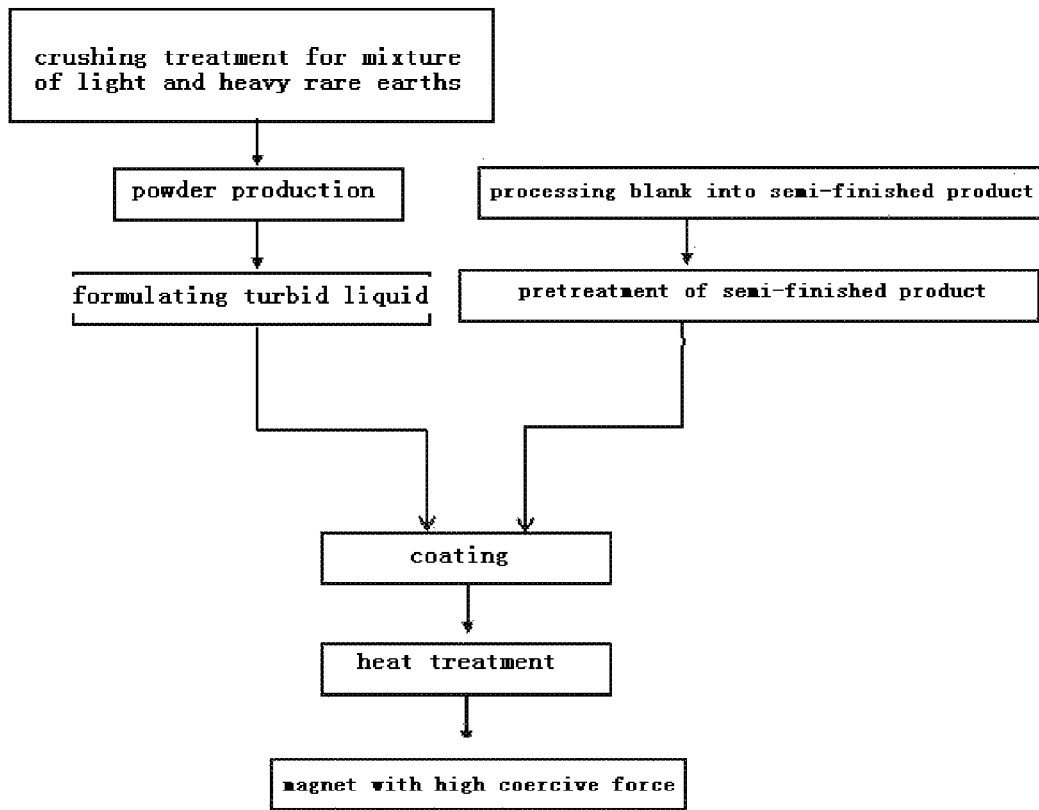 crushing treatment for mixture
of light and heavy rare earths
powder production
processing blank into semi-finished product
formulating turbid liquid
pretreatment of semi-finished product
coating
heat treatment
magnet with high coercive force